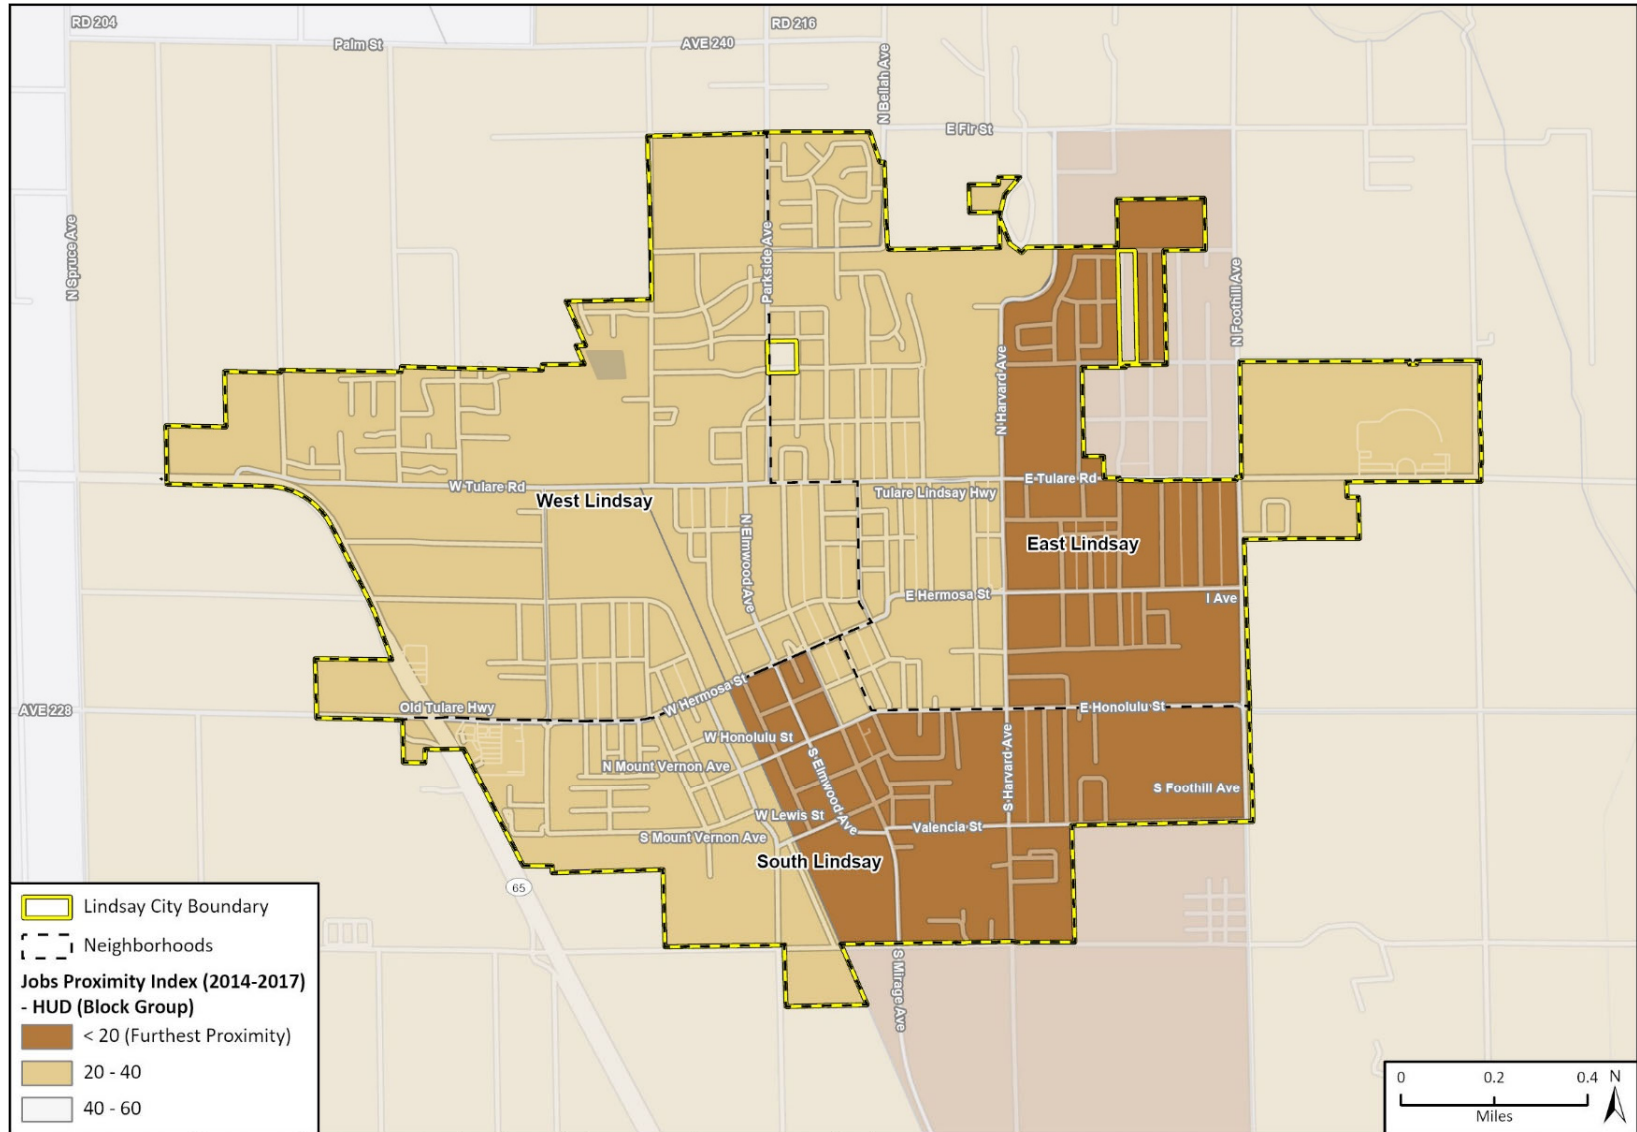 RD 204
RD 216
Palm St
AVE 240
N Bellah Ave
E Fir St
N Spruce Ave
Parkside Ave
N Foothill Ave
N Harvard Ave
W Tulare Rd
West Lindsay
Tulare Lindsay Hwy
E Tulare Rd
N Elmwood Ave
East Lindsay
E Hermosa St
I Ave
W Hermosa St
Old Tulare Hwy
AVE 228
E Honolulu St
W Honolulu St
N Mount Vernon Ave
S Elmwood Ave
S Harvard Ave
S Foothill Ave
W Lewis St
Valencia St
S Mount Vernon Ave
South Lindsay
65
S Mirage Ave
Lindsay City Boundary
Neighborhoods
Jobs Proximity Index (2014-2017)
- HUD (Block Group)
< 20 (Furthest Proximity)
20 - 40
40 - 60
0 0.2 0.4 N
Miles